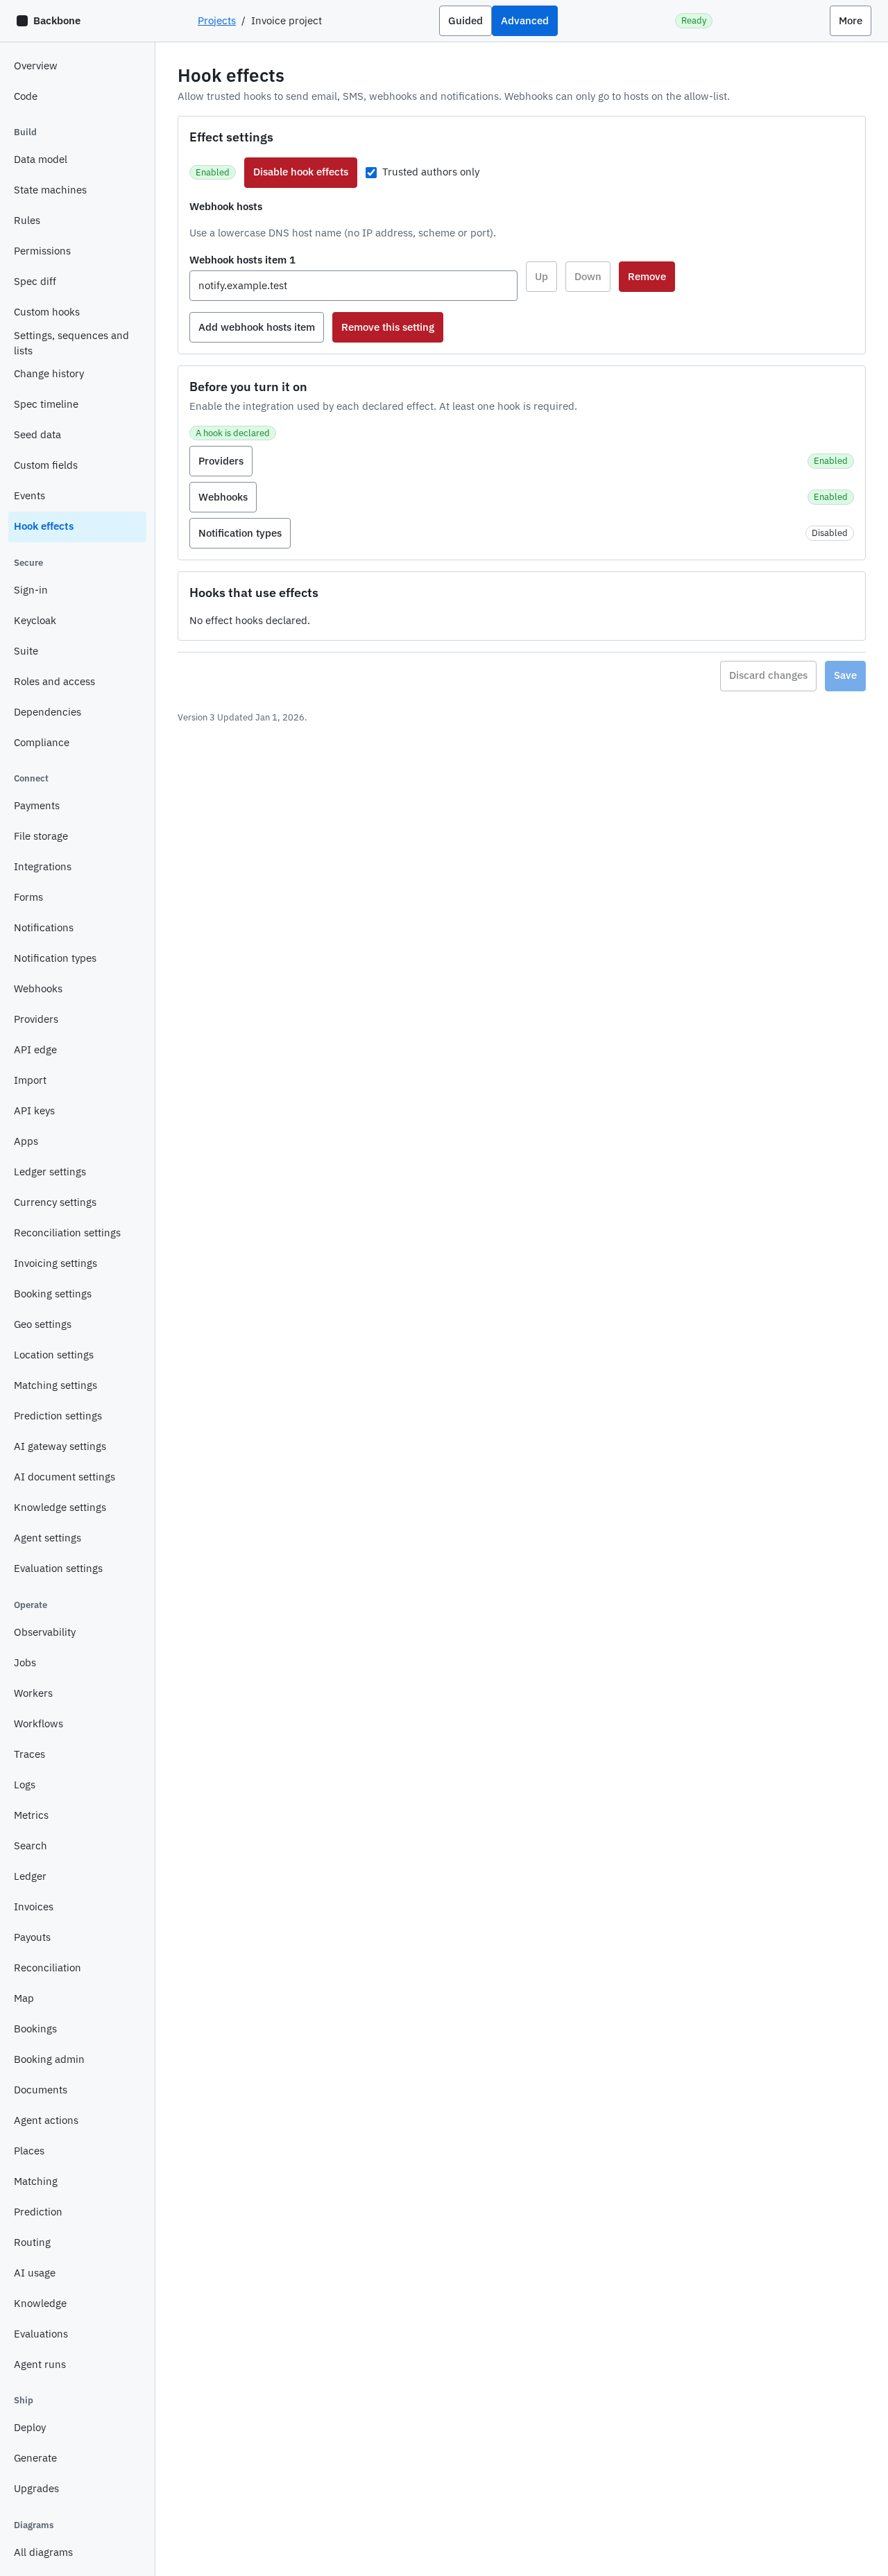 Backbone
Projects / Invoice project
Guided
Advanced
Ready
More
Overview
Code
Build
Data model
State machines
Rules
Permissions
Spec diff
Custom hooks
Settings, sequences and
lists
Change history
Spec timeline
Seed data
Custom fields
Events
Hook effects
Secure
Sign-in
Keycloak
Suite
Roles and access
Dependencies
Compliance
Connect
Payments
File storage
Integrations
Forms
Notifications
Notification types
Webhooks
Providers
API edge
Import
API keys
Apps
Ledger settings
Currency settings
Reconciliation settings
Invoicing settings
Booking settings
Geo settings
Location settings
Matching settings
Prediction settings
AI gateway settings
AI document settings
Knowledge settings
Agent settings
Evaluation settings
Operate
Observability
Jobs
Workers
Workflows
Traces
Logs
Metrics
Search
Ledger
Invoices
Payouts
Reconciliation
Map
Bookings
Booking admin
Documents
Agent actions
Places
Matching
Prediction
Routing
AI usage
Knowledge
Evaluations
Agent runs
Ship
Deploy
Generate
Upgrades
Diagrams
All diagrams
Hook effects
Allow trusted hooks to send email, SMS, webhooks and notifications. Webhooks can only go to hosts on the allow-list.
Effect settings
Enabled
Disable hook effects
Trusted authors only
Webhook hosts
Use a lowercase DNS host name (no IP address, scheme or port).
Webhook hosts item 1
notify.example.test
Up
Down
Remove
Add webhook hosts item
Remove this setting
Before you turn it on
Enable the integration used by each declared effect. At least one hook is required.
A hook is declared
Providers
Enabled
Webhooks
Enabled
Notification types
Disabled
Hooks that use effects
No effect hooks declared.
Discard changes
Save
Version 3 Updated Jan 1, 2026.